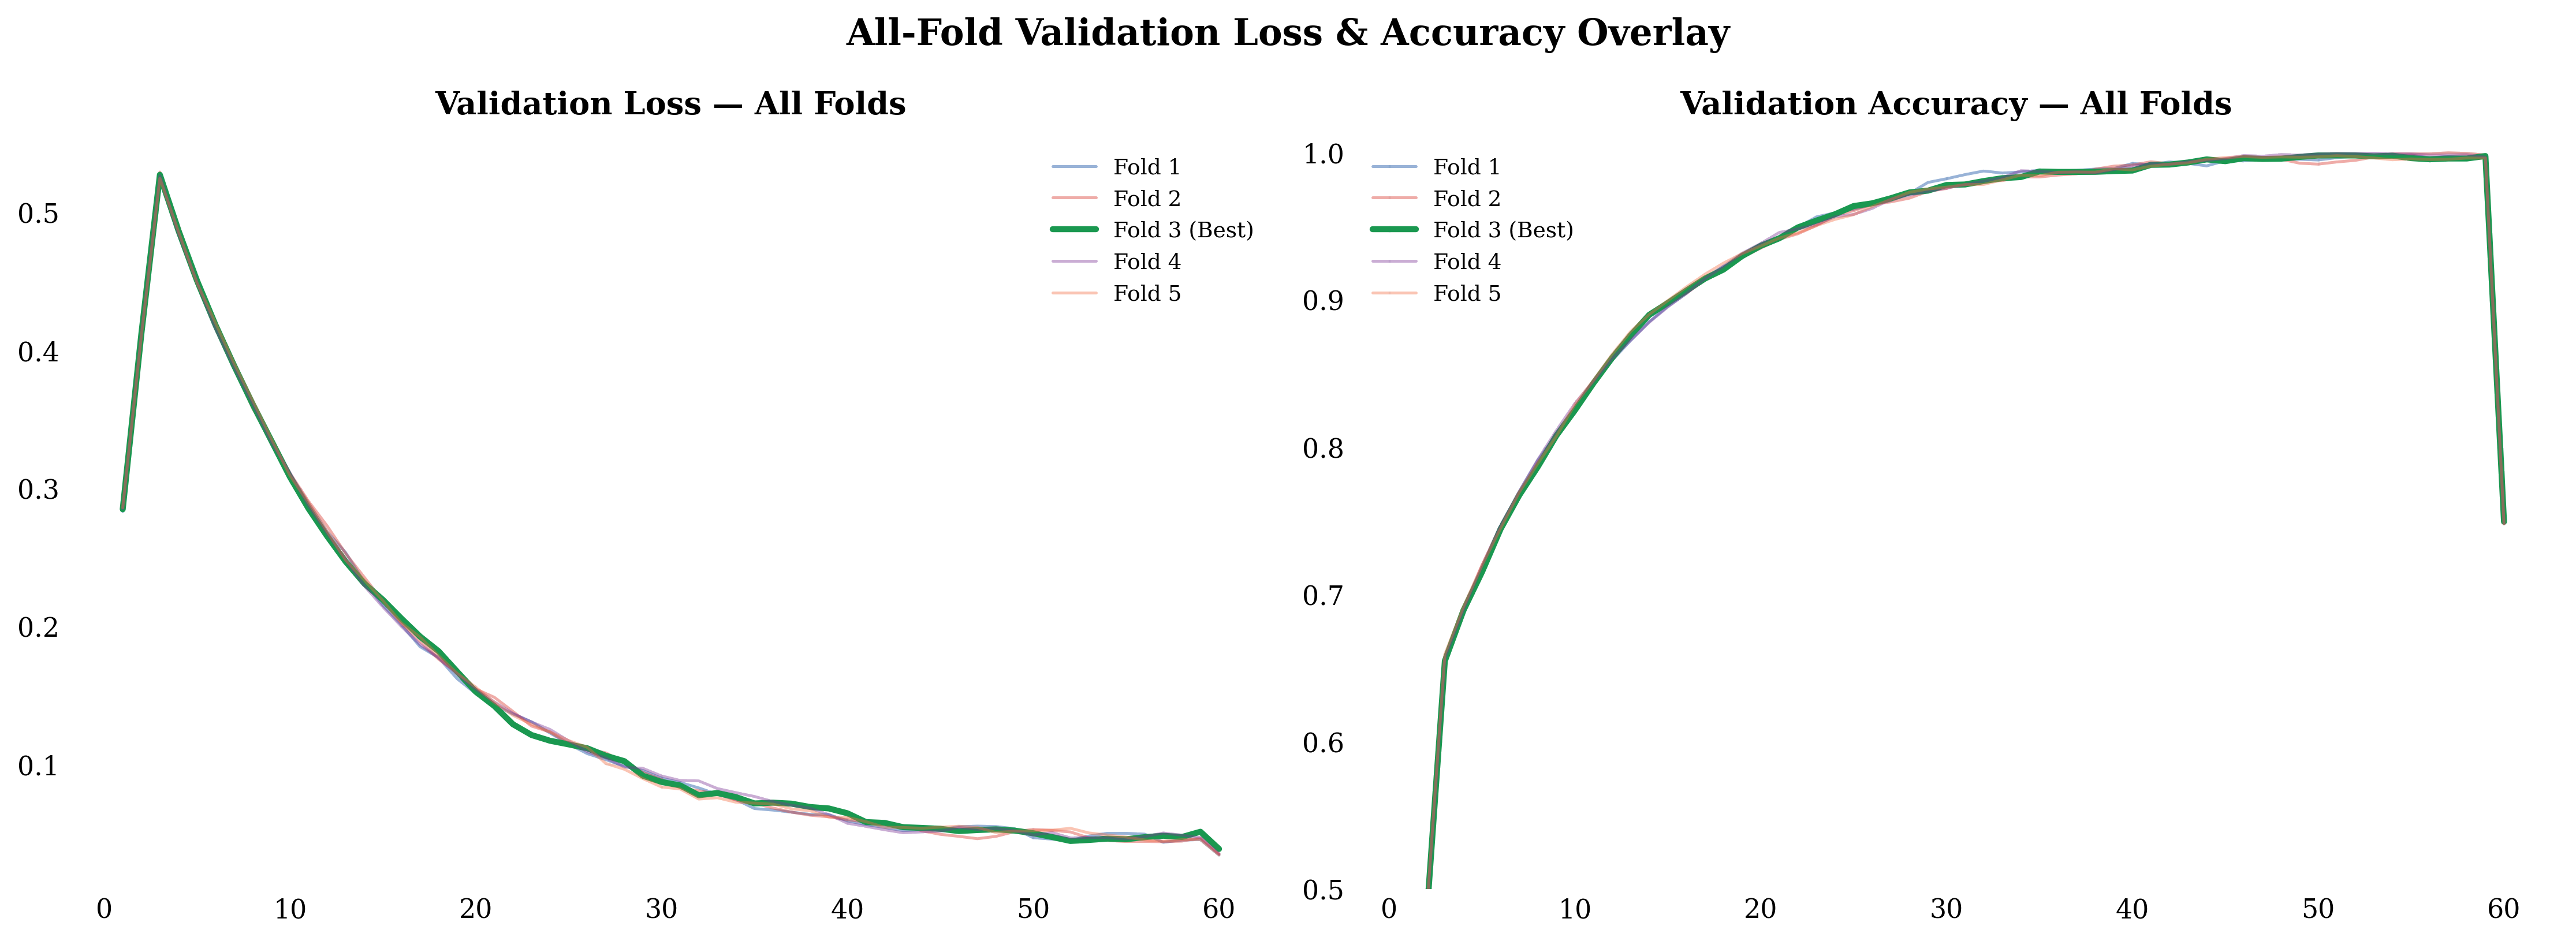 All-Fold Validation Loss & Accuracy Overlay
Validation Loss — All Folds
Fold 1
Fold 2
Fold 3 (Best)
Fold 4
Fold 5
0.5
0.4
0.3
0.2
0.1
0 10 20 30 40 50 60
Validation Accuracy — All Folds
Fold 1
Fold 2
Fold 3 (Best)
Fold 4
Fold 5
1.0
0.9
0.8
0.7
0.6
0.5
0 10 20 30 40 50 60